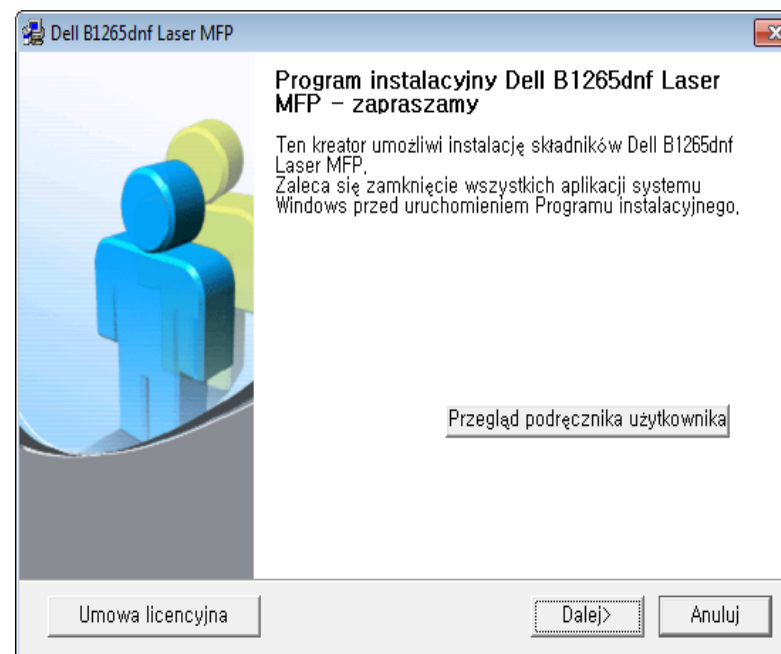 Dell B1265dnf Laser MFP
Program instalacyjny Dell B1265dnf Laser
MFP – zapraszamy
Ten kreator umożliwi instalację składników Dell B1265dnf
Laser MFP.
Zaleca się zamknięcie wszystkich aplikacji systemu
Windows przed uruchomieniem Programu instalacyjnego.
Przegląd podręcznika użytkownika
Umowa licencyjna
Dalej>
Anuluj